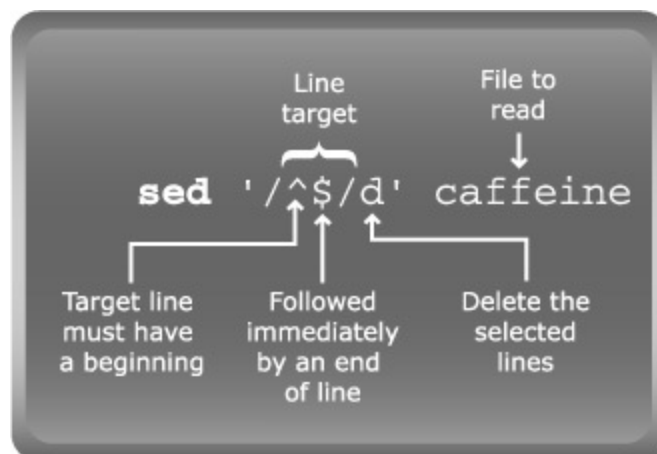 Line
target
File to
read
sed '/^$/d' caffeine
Target line
must have
a beginning
Followed
immediately
by an end
of line
Delete the
selected
lines